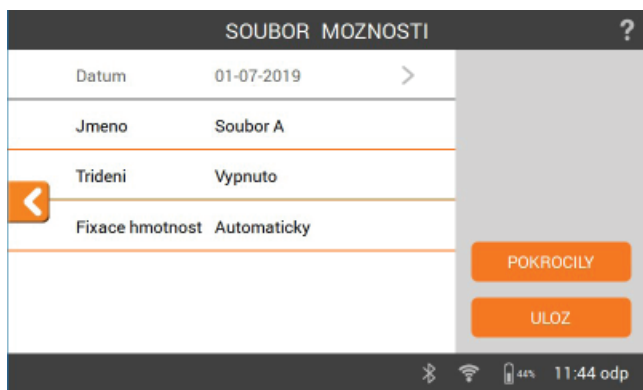 SOUBOR MOZNOSTI ?
Datum 01-07-2019
Jmeno Soubor A
Trideni Vypnuto
Fixace hmotnost Automaticky
POKROCILY
ULOZ
44% 11:44 odp